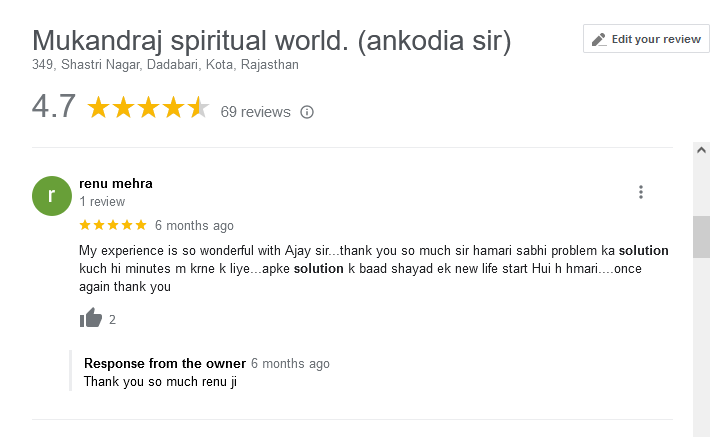 Mukandraj spiritual world. (ankodia sir)
Edit your review
349, Shastri Nagar, Dadabari, Kota, Rajasthan
4.7 69 reviews
r
renu mehra
1 review
6 months ago
My experience is so wonderful with Ajay sir...thank you so much sir hamari sabhi problem ka solution
kuch hi minutes m krne k liye...apke solution k baad shayad ek new life start Hui h hmari....once
again thank you
2
Response from the owner 6 months ago
Thank you so much renu ji